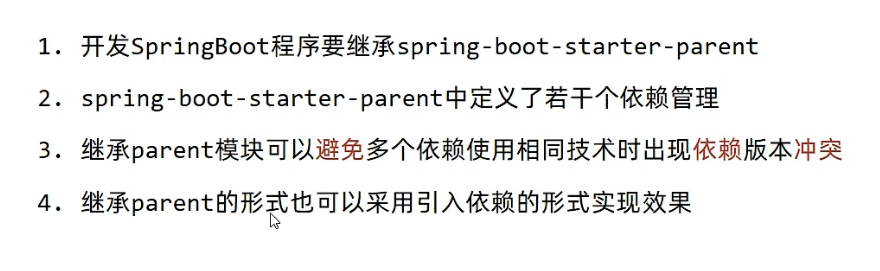 1. 开发SpringBoot程序要继承spring-boot-starter-parent
2. spring-boot-starter-parent中定义了若干个依赖管理
3. 继承parent模块可以避免多个依赖使用相同技术时出现依赖版本冲突
4. 继承parent的形式也可以采用引入依赖的形式实现效果